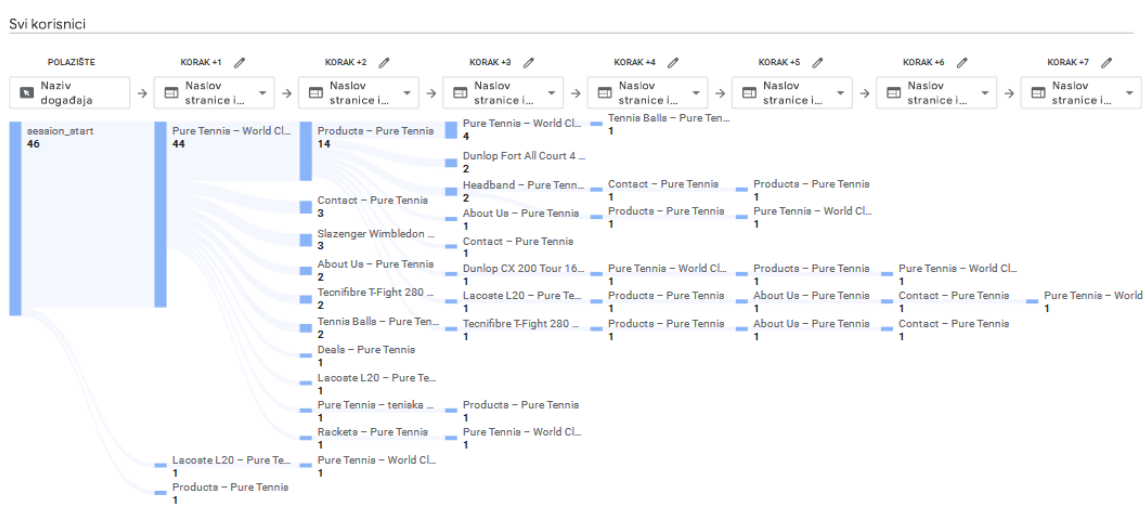 Svi korisnici
POLAZIŠTE
KORAK +1
KORAK +2
KORAK +3
KORAK +4
KORAK +5
KORAK +6
KORAK +7
Naziv
događaja
Naslov
stranice i...
Naslov
stranice i...
Naslov
stranice i...
Naslov
stranice i...
Naslov
stranice i...
Naslov
stranice i...
Naslov
stranice i...
session_start
46
Pure Tennis – World Cl...
44
Lacoste L20 – Pure Te...
1
Products – Pure Tennis
1
Products – Pure Tennis
14
Contact – Pure Tennis
3
Slazenger Wimbledon ...
3
About Us – Pure Tennis
2
Tecnifibre T-Fight 280 ...
2
Tennis Balls – Pure Ten...
2
Deals – Pure Tennis
1
Lacoste L20 – Pure Te...
1
Pure Tennis – teniska ...
1
Rackets – Pure Tennis
1
Pure Tennis – World Cl...
1
Pure Tennis – World Cl...
4
Dunlop Fort All Court 4 ...
2
Headband – Pure Tenn...
2
About Us – Pure Tennis
1
Contact – Pure Tennis
1
Dunlop CX 200 Tour 16...
1
Lacoste L20 – Pure Te...
1
Tecnifibre T-Fight 280 ...
1
Products – Pure Tennis
1
Pure Tennis – World Cl...
1
Tennis Balls – Pure Ten...
1
Contact – Pure Tennis
1
Products – Pure Tennis
1
Pure Tennis – World Cl...
1
Products – Pure Tennis
1
Products – Pure Tennis
1
Products – Pure Tennis
1
Pure Tennis – World Cl...
1
Products – Pure Tennis
1
About Us – Pure Tennis
1
About Us – Pure Tennis
1
Pure Tennis – World Cl...
1
Contact – Pure Tennis
1
Contact – Pure Tennis
1
Pure Tennis – World
1